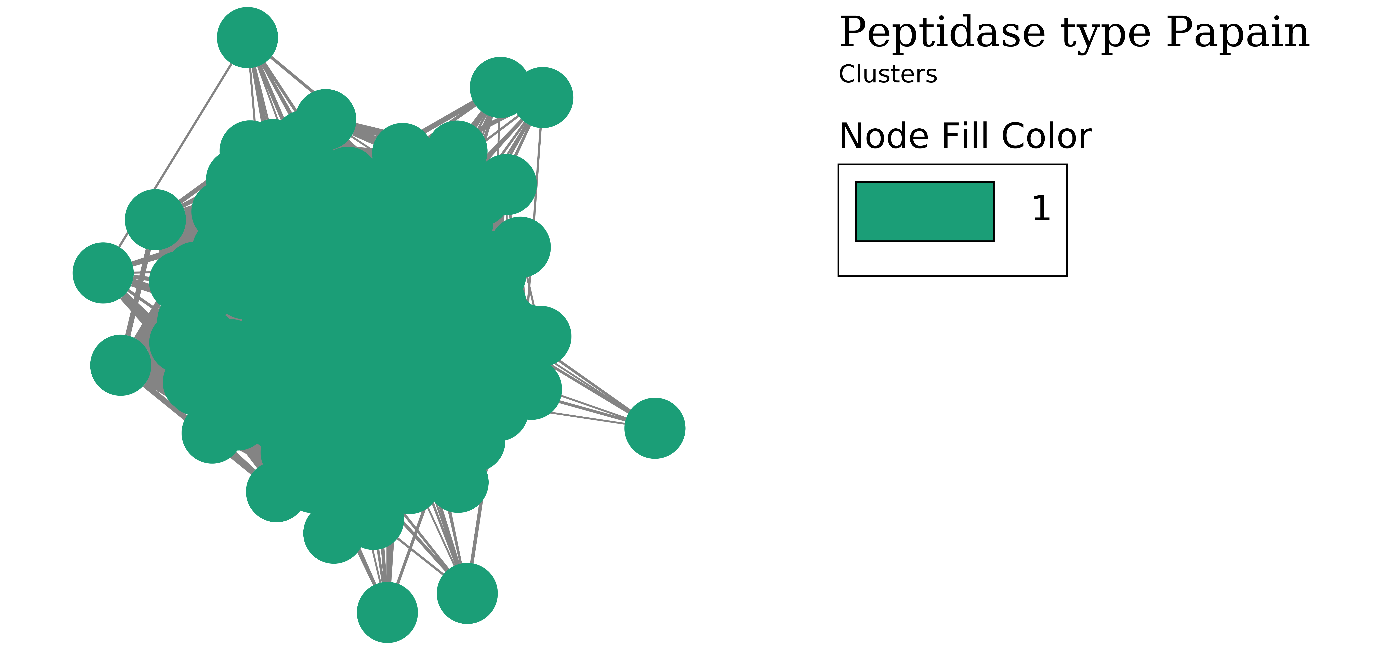 Peptidase type Papain
Clusters
Node Fill Color
1